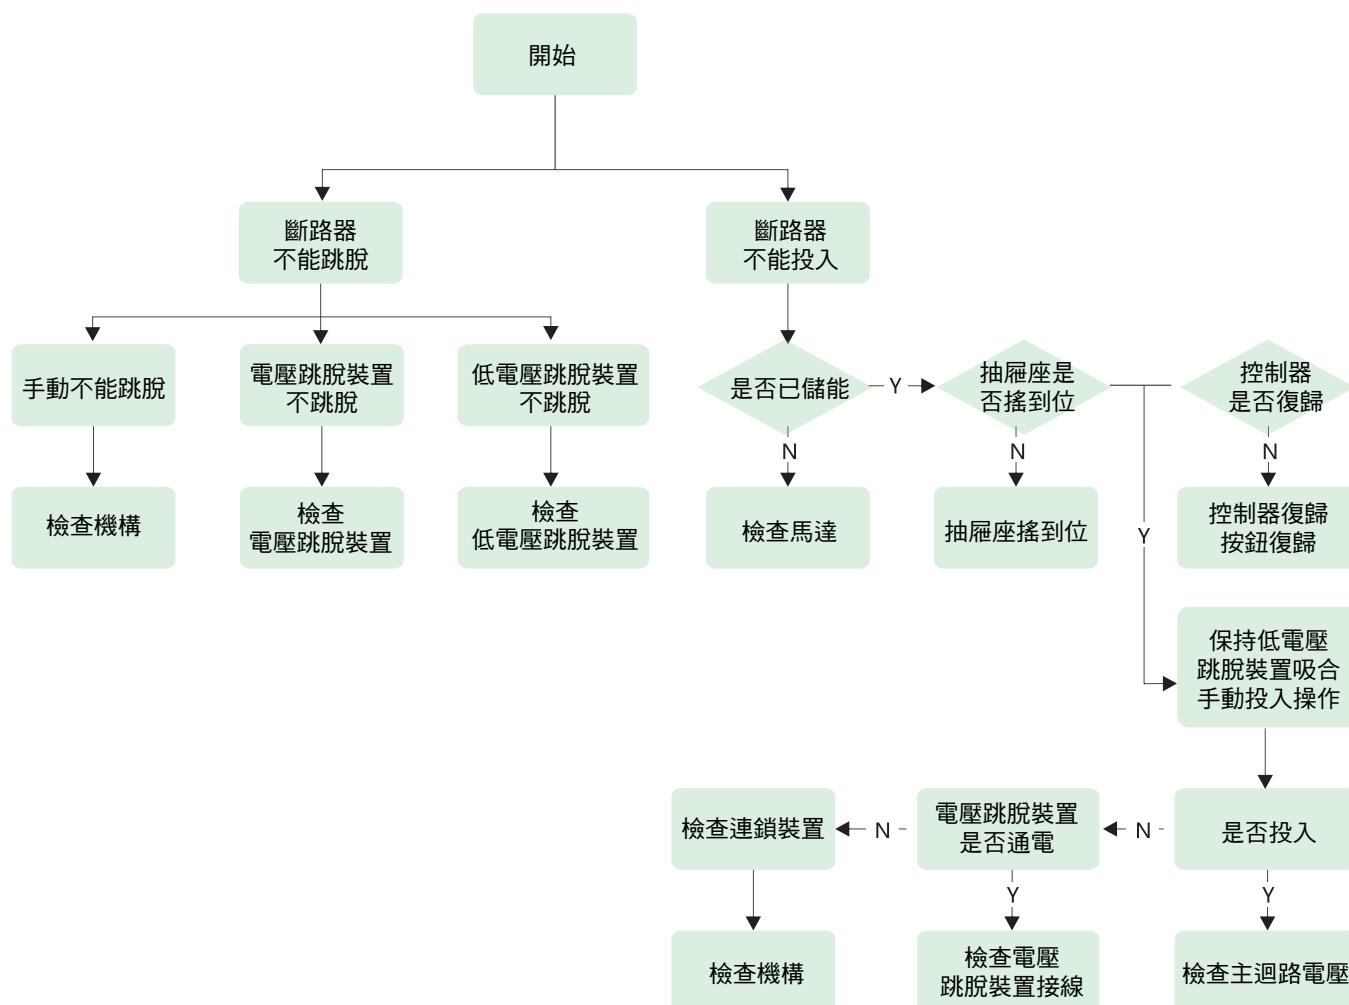 開始
斷路器
不能跳脫
斷路器
不能投入
手動不能跳脫
電壓跳脫裝置
不跳脫
低電壓跳脫裝置
不跳脫
是否已儲能
Y
抽屜座是
否搖到位
控制器
是否復歸
N
N
N
檢查機構
檢查
電壓跳脫裝置
檢查
低電壓跳脫裝置
檢查馬達
抽屜座搖到位
Y
控制器復歸
按鈕復歸
保持低電壓
跳脫裝置吸合
手動投入操作
檢查連鎖裝置
N
電壓跳脫裝置
是否通電
N
是否投入
Y
Y
檢查機構
檢查電壓
跳脫裝置接線
檢查主迴路電壓